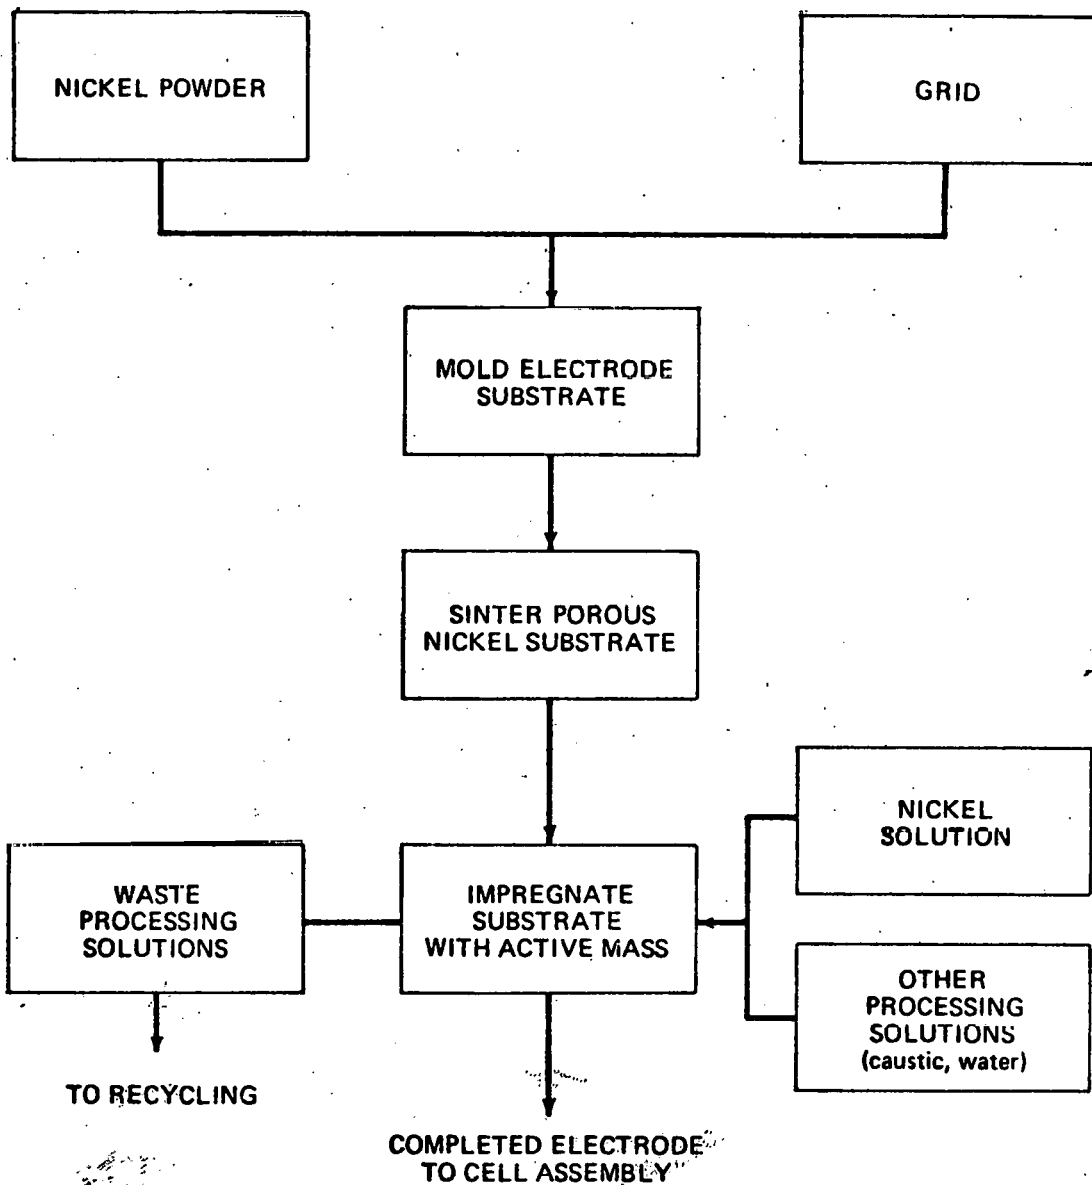 NICKEL POWDER
GRID
MOLD ELECTRODE
SUBSTRATE
SINTER POROUS
NICKEL SUBSTRATE
NICKEL
SOLUTION
WASTE
PROCESSING
SOLUTIONS
IMPREGNATE
SUBSTRATE
WITH ACTIVE MASS
OTHER
PROCESSING
SOLUTIONS
(caustic, water)
TO RECYCLING
COMPLETED ELECTRODE
TO CELL ASSEMBLY